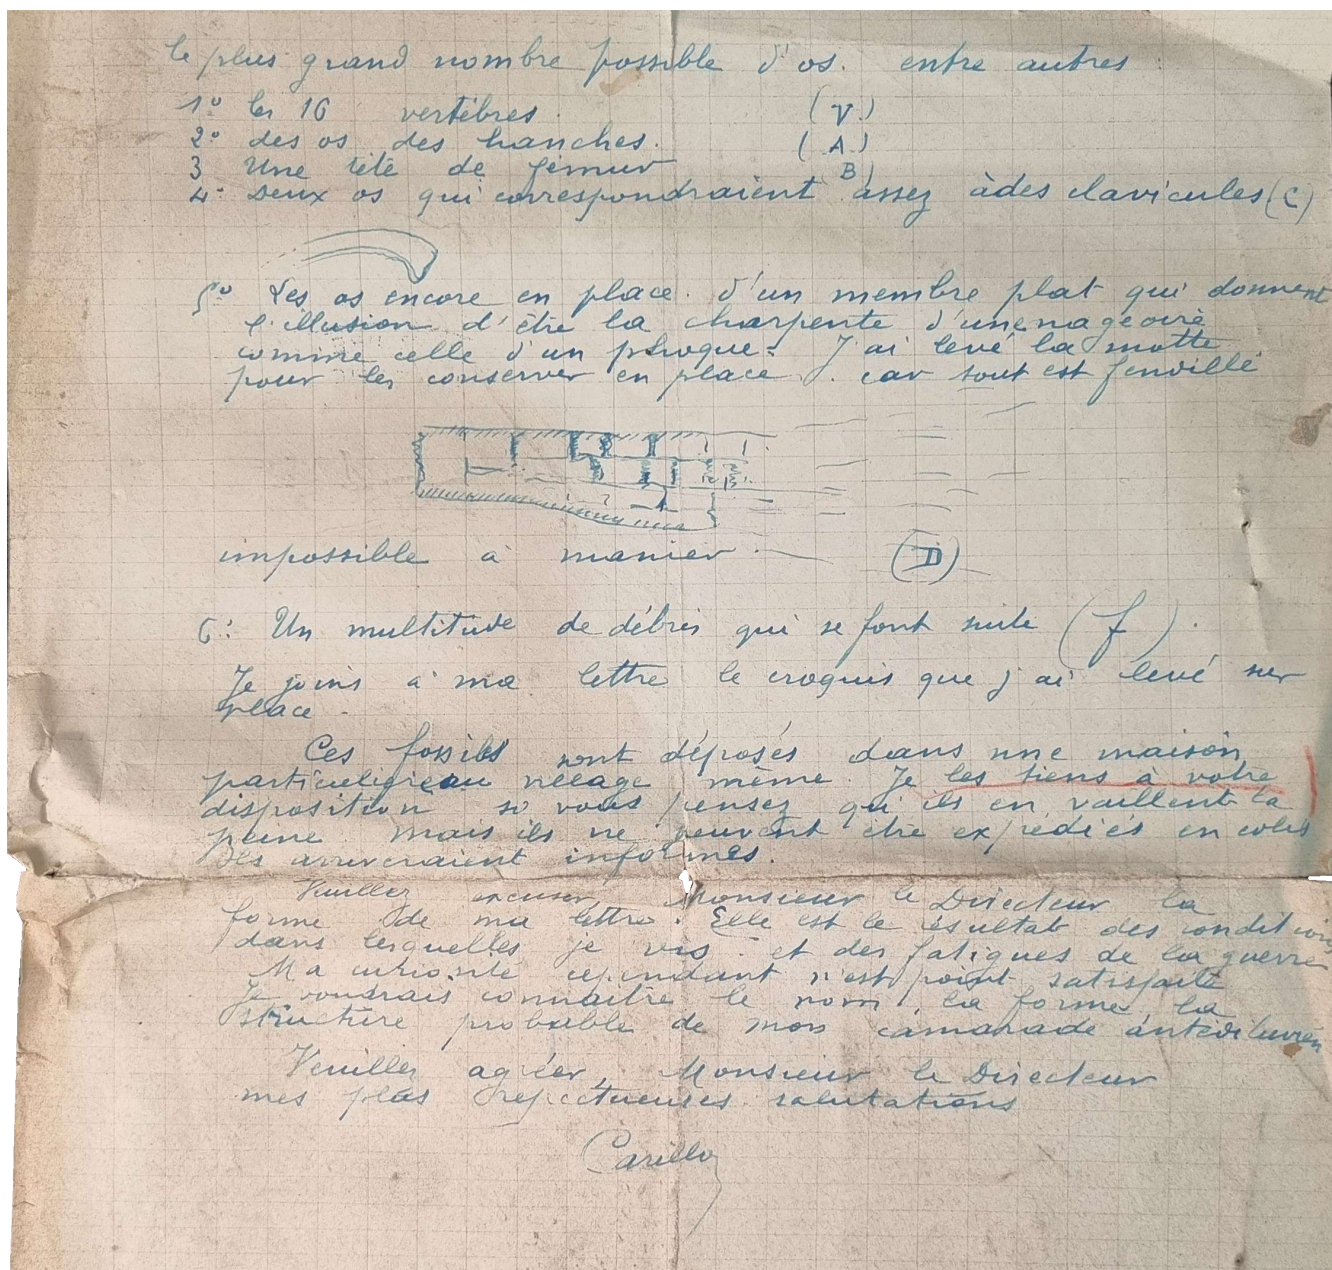 le plus grand nombre possible d'os. entre autres :
1º les 16 vertèbres. (V.)
2º des os des hanches. (A.)
3 Une tête de fémur B)
4º Deux os qui correspondraient assez à des clavicules (C)
5º Les os encore en place. d'un membre plat qui donnent
l'illusion d'être la charpente d'une nageoire
comme celle d'un phoque. J'ai levé la motte
pour les conserver en place. car tout est feuillé
impossible à manier. (D)
6º: Un multitude de débris qui se font suite (f).
Je joins à ma lettre le croquis que j'ai levé sur
place.
Ces fossiles sont déposés dans une maison
particulière au village même. Je les tiens à votre
disposition si vous pensez qu'ils en vaillent la
peine mais ils ne peuvent être expédiés en colis
Ils arriveraient informes.
Veuillez excuser, Monsieur le Directeur la
forme de ma lettre. Elle est le résultat des conditions
dans lesquelles je vis et des fatigues de la guerre
Ma curiosité cependant n'est point satisfaite
Je voudrais connaître le nom, la forme la
structure probable de mon camarade antédiluvien
Veuillez agréer, Monsieur le Directeur
mes plus respectueuses salutations
Carillo